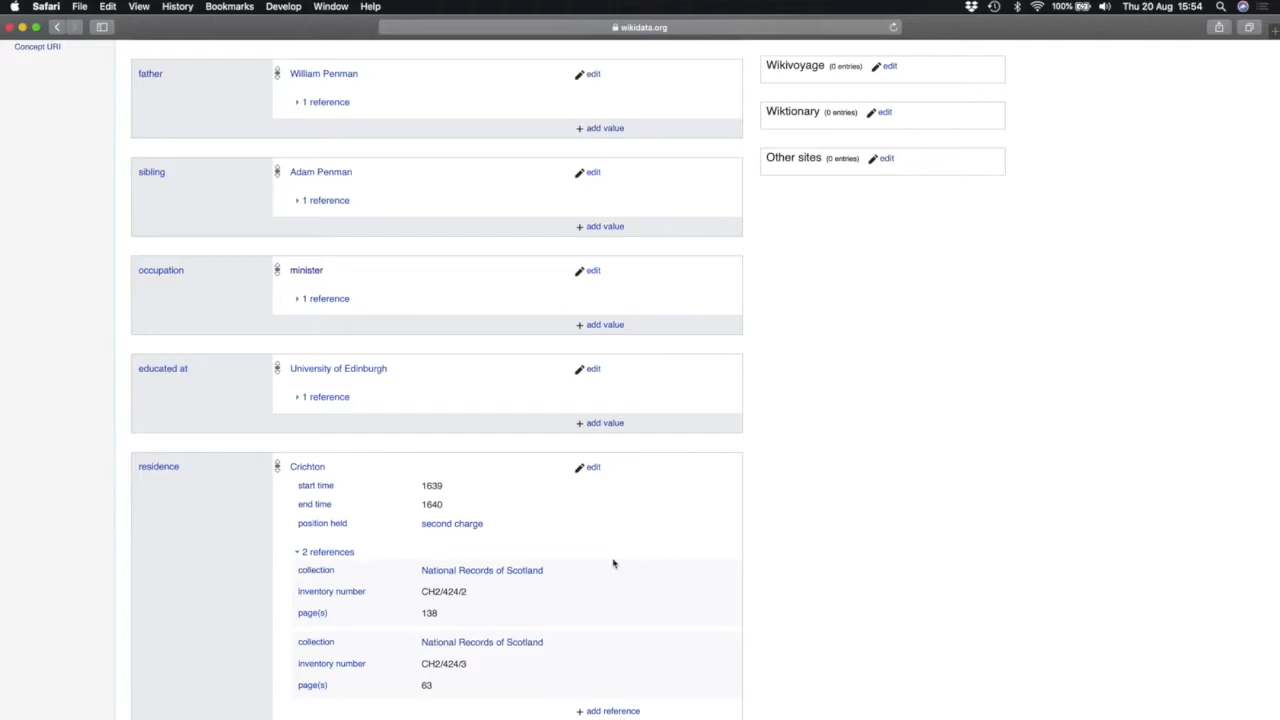 Safari File Edit View History Bookmarks Develop Window Help 100% Thu 20 Aug 15:54
wikidata.org
Concept URI
father William Penman edit
1 reference
+ add value
sibling Adam Penman edit
1 reference
+ add value
occupation minister edit
1 reference
+ add value
educated at University of Edinburgh edit
1 reference
+ add value
residence Crichton edit
start time 1639
end time 1640
position held second charge
2 references
collection National Records of Scotland
inventory number CH2/424/2
page(s) 138
collection National Records of Scotland
inventory number CH2/424/3
page(s) 63
+ add reference
Wikivoyage (0 entries) edit
Wiktionary (0 entries) edit
Other sites (0 entries) edit